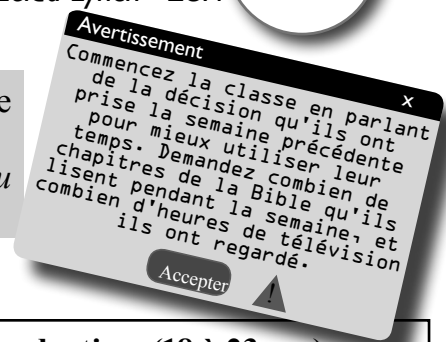 Avertissement
x
Commencez la classe en parlant
de la décision qu'ils ont
prise la semaine précédente
pour mieux utiliser leur
temps. Demandez combien de
chapitres de la Bible qu'ils
lisent pendant la semaine, et
combien d'heures de télévision
ils ont regardé.
Accepter
!
e
u